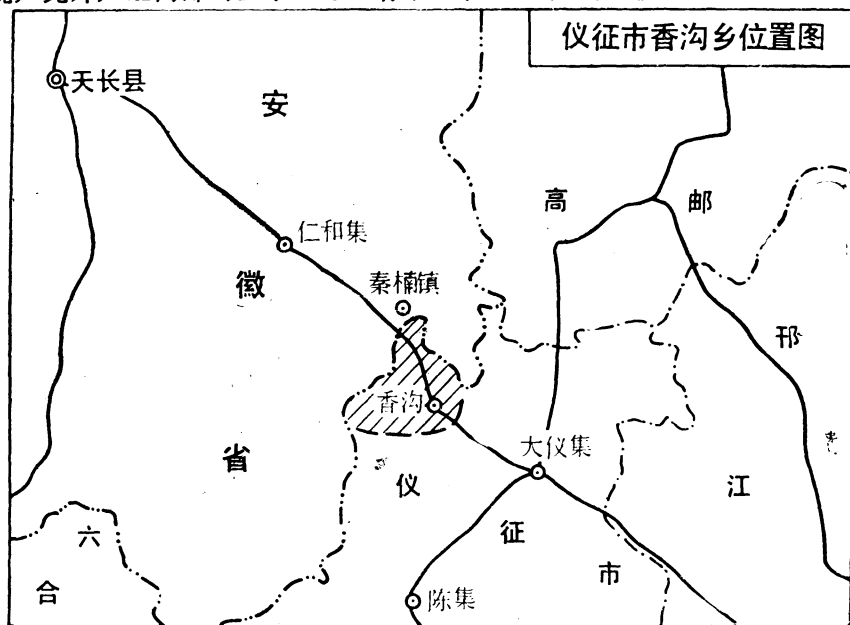 仪征市香沟乡位置图
天长县
安
高
邮
仁和集
徽
秦楠镇
邗
香沟
大仪集
省
仪
江
征
六
市
合
陈集